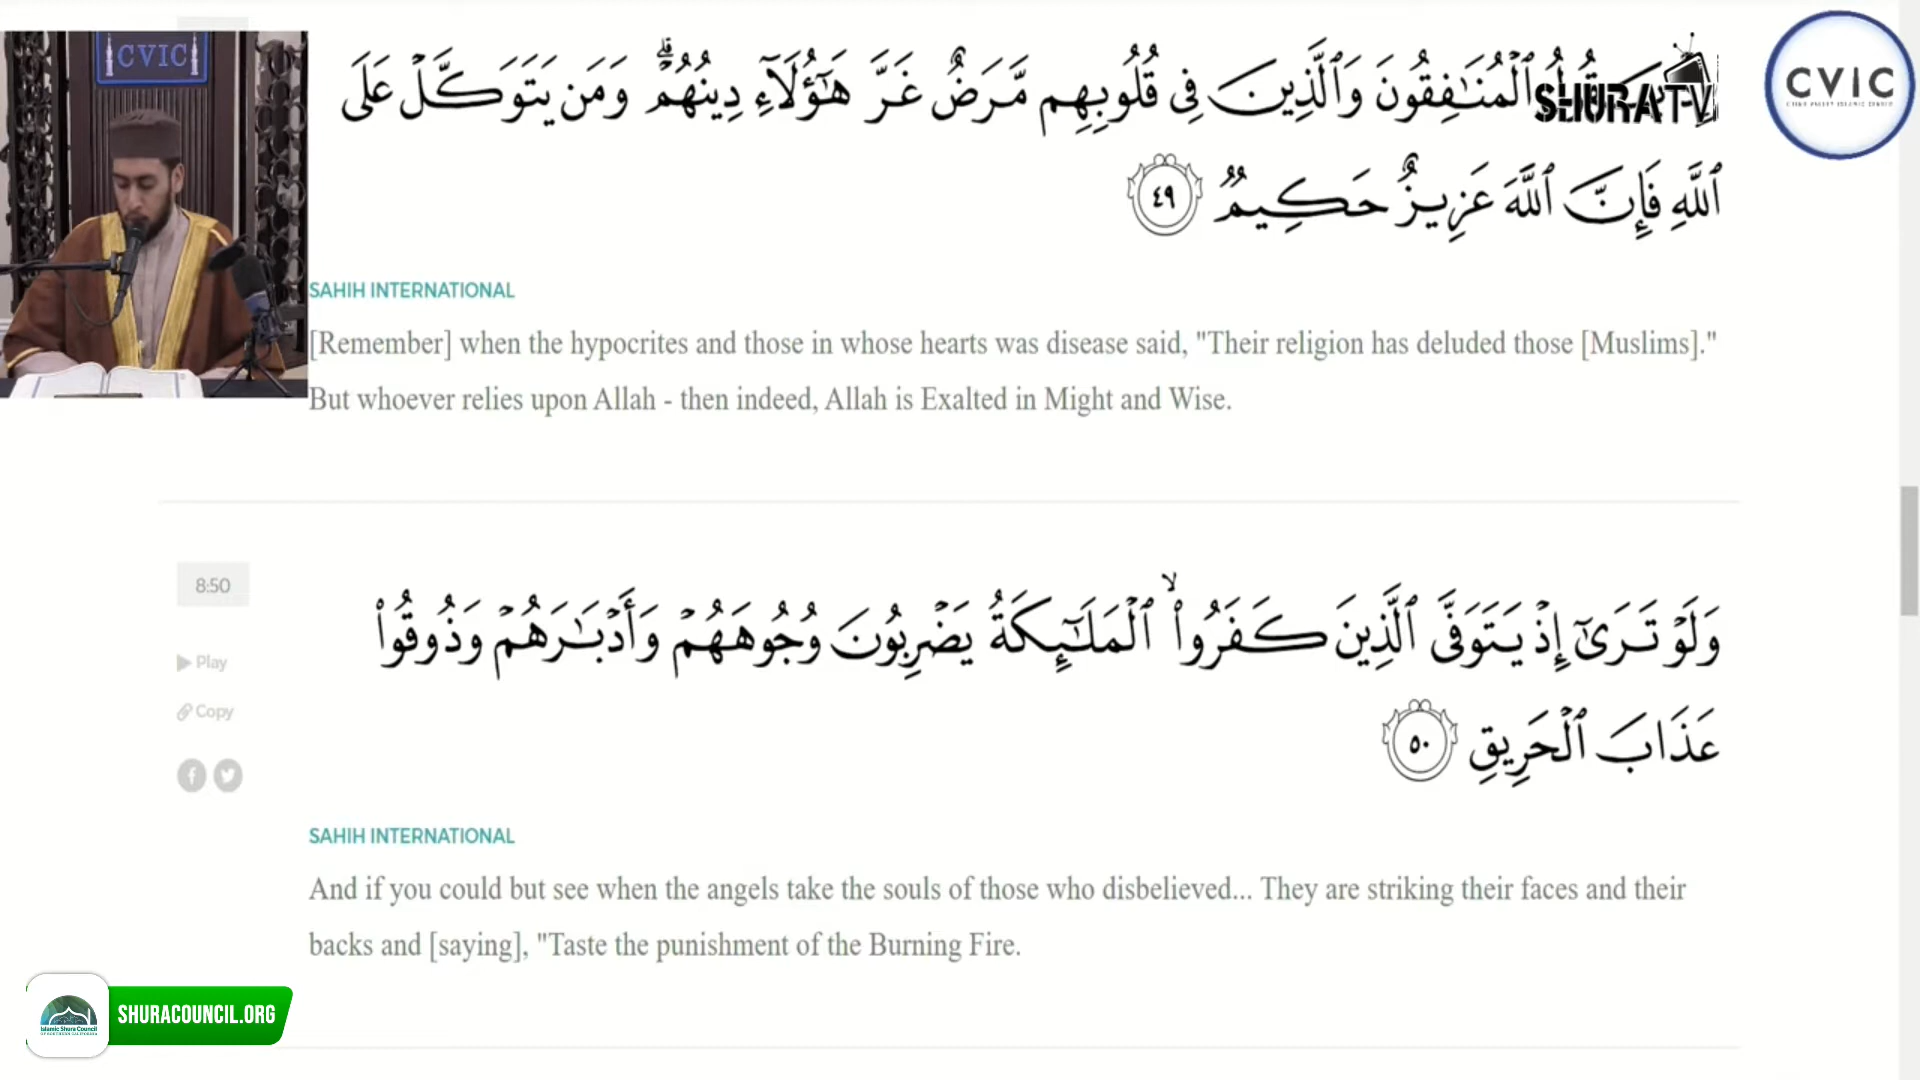 CVIC
ٱلْمُنَٰفِقُونَ وَٱلَّذِينَ فِى قُلُوبِهِم مَّرَضٌ غَرَّ هَٰٓؤُلَآءِ دِينُهُمْ ۗ وَمَن يَتَوَكَّلْ عَلَى
SHURA TV
CVIC
ٱللَّهِ فَإِنَّ ٱللَّهَ عَزِيزٌ حَكِيمٌ ٤٩
SAHIH INTERNATIONAL
[Remember] when the hypocrites and those in whose hearts was disease said, "Their religion has deluded those [Muslims]."
But whoever relies upon Allah - then indeed, Allah is Exalted in Might and Wise.
8:50
وَلَوْ تَرَىٰٓ إِذْ يَتَوَفَّى ٱلَّذِينَ كَفَرُوا۟ ۙ ٱلْمَلَٰٓئِكَةُ يَضْرِبُونَ وُجُوهَهُمْ وَأَدْبَٰرَهُمْ وَذُوقُوا۟
Play
Copy
عَذَابَ ٱلْحَرِيقِ ٥٠
SAHIH INTERNATIONAL
And if you could but see when the angels take the souls of those who disbelieved... They are striking their faces and their
backs and [saying], "Taste the punishment of the Burning Fire.
Islamic Shura Council
SHURACOUNCIL.ORG